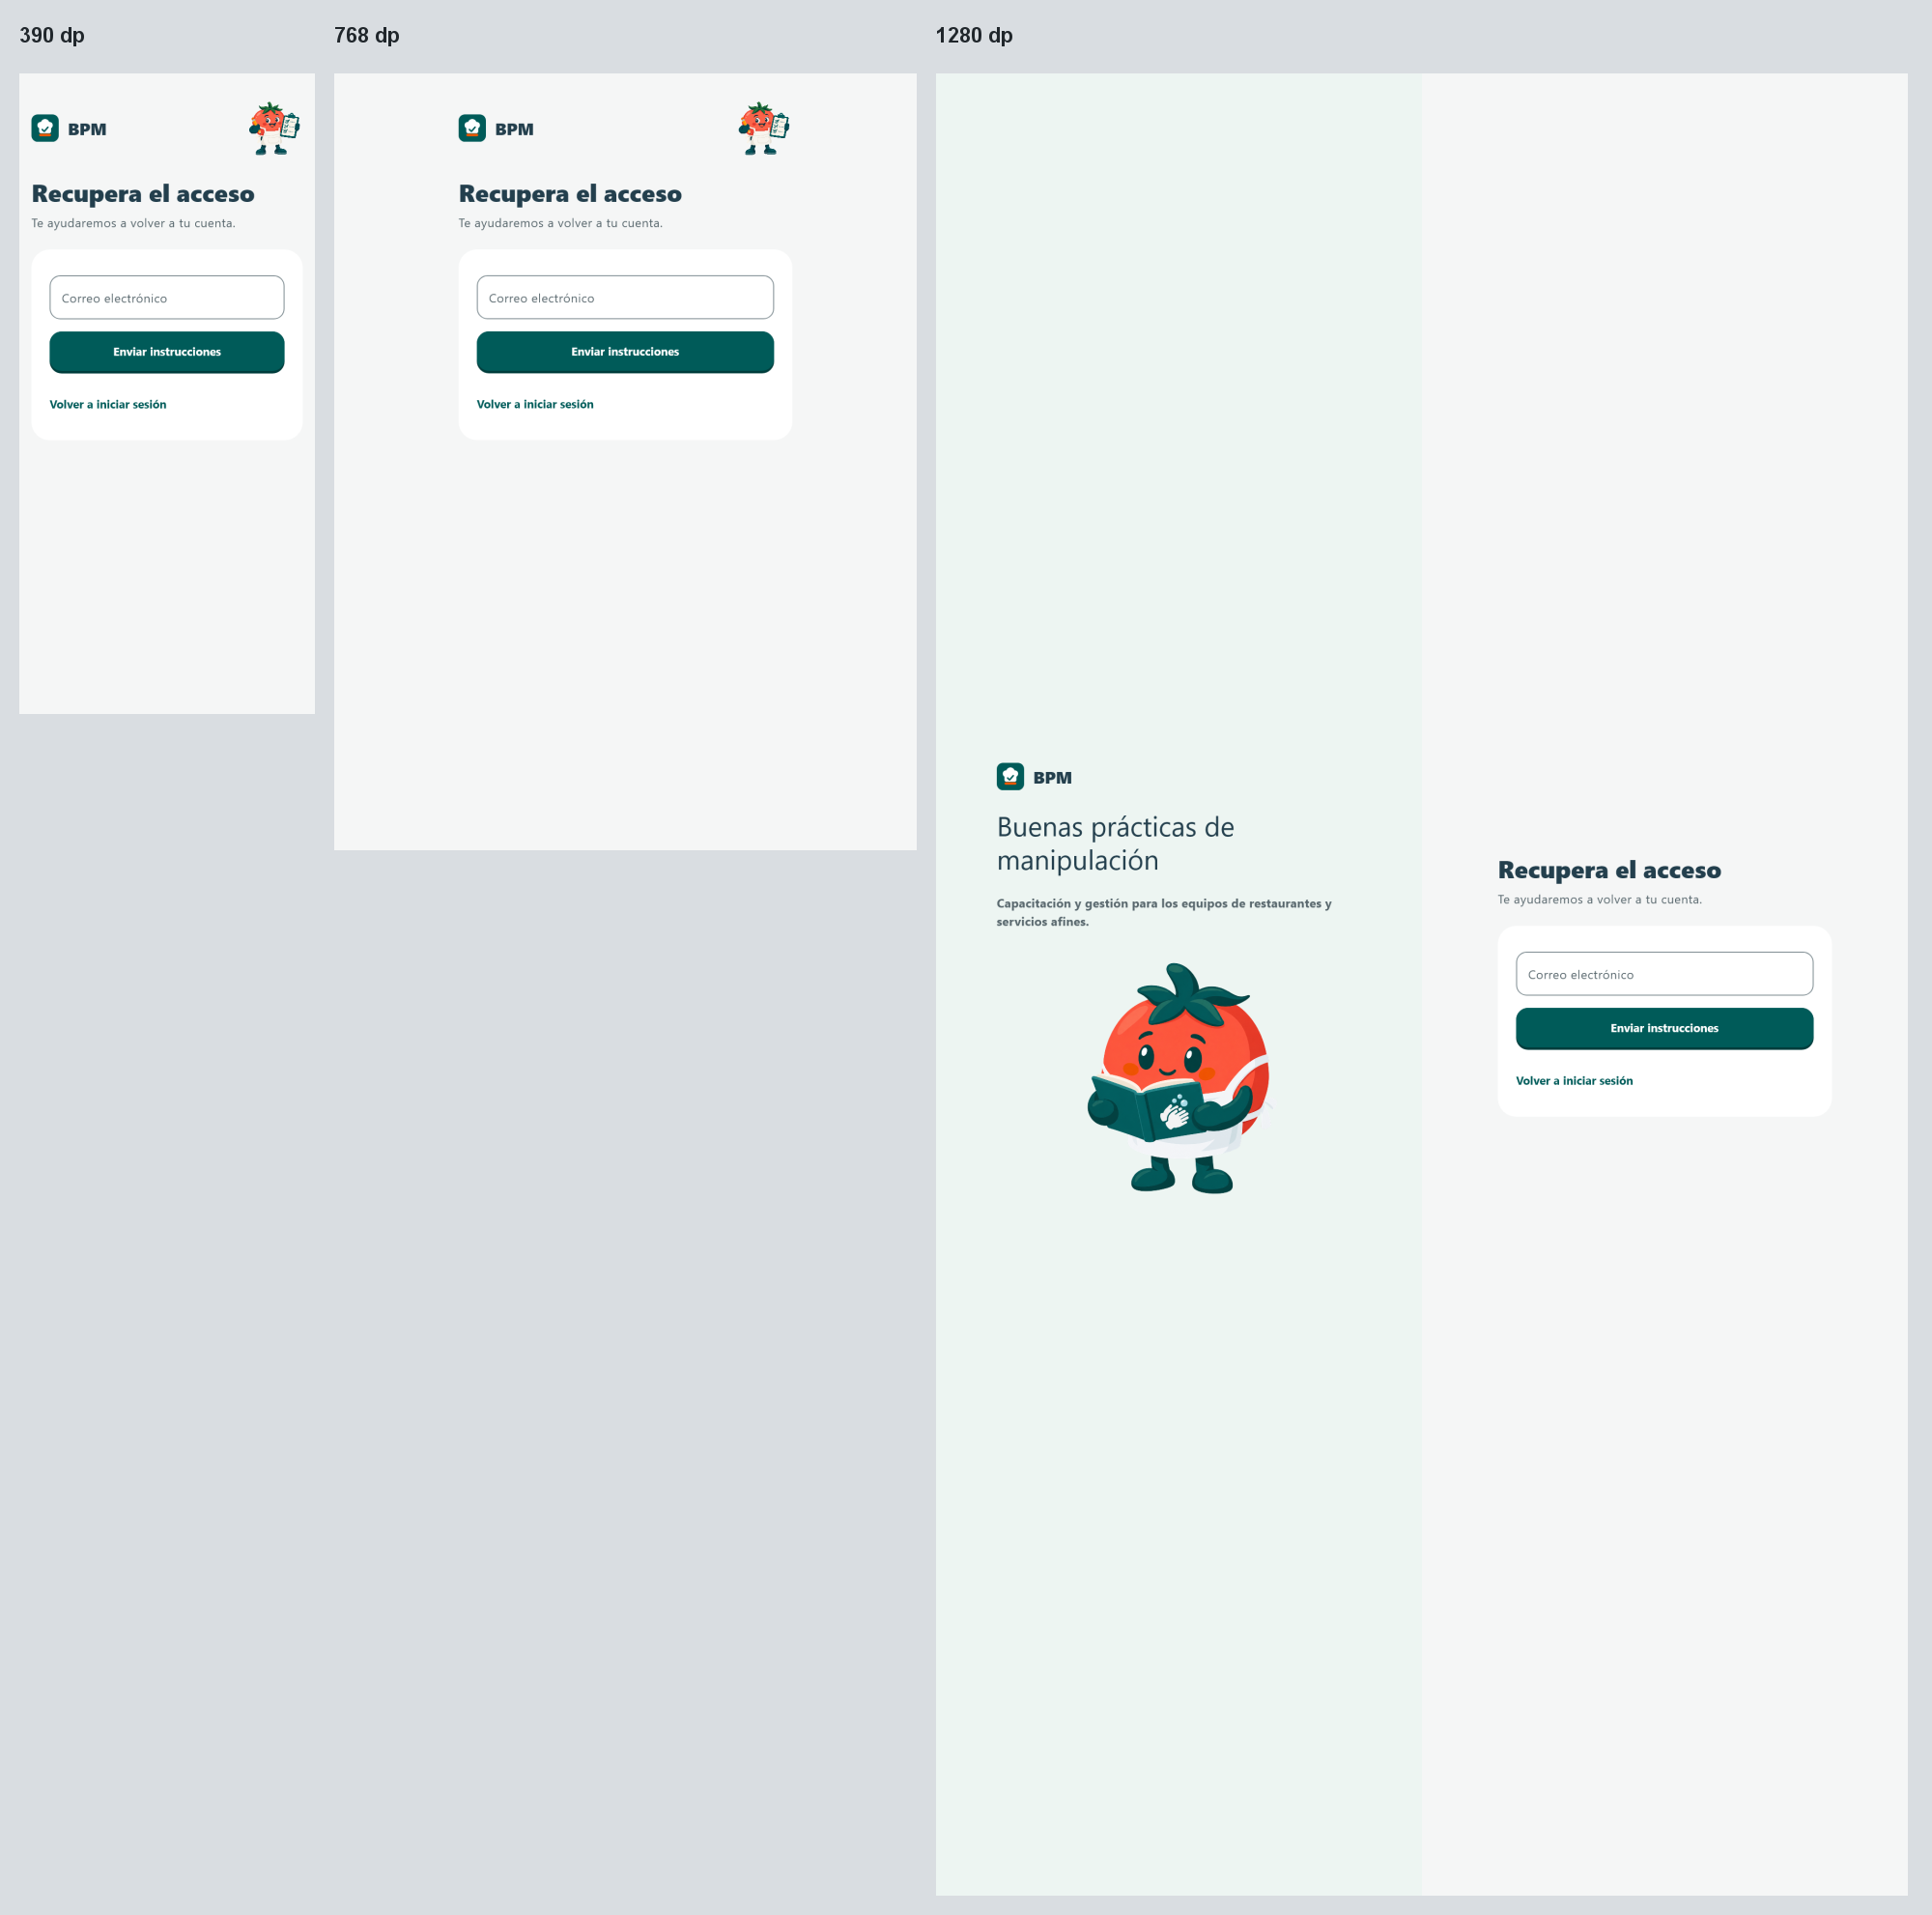 390 dp
BPM
Recupera el acceso
Te ayudaremos a volver a tu cuenta.
Correo electrónico
Enviar instrucciones
Volver a iniciar sesión
768 dp
BPM
Recupera el acceso
Te ayudaremos a volver a tu cuenta.
Correo electrónico
Enviar instrucciones
Volver a iniciar sesión
1280 dp
BPM
Buenas prácticas de
manipulación
Capacitación y gestión para los equipos de restaurantes y
servicios afines.
Recupera el acceso
Te ayudaremos a volver a tu cuenta.
Correo electrónico
Enviar instrucciones
Volver a iniciar sesión